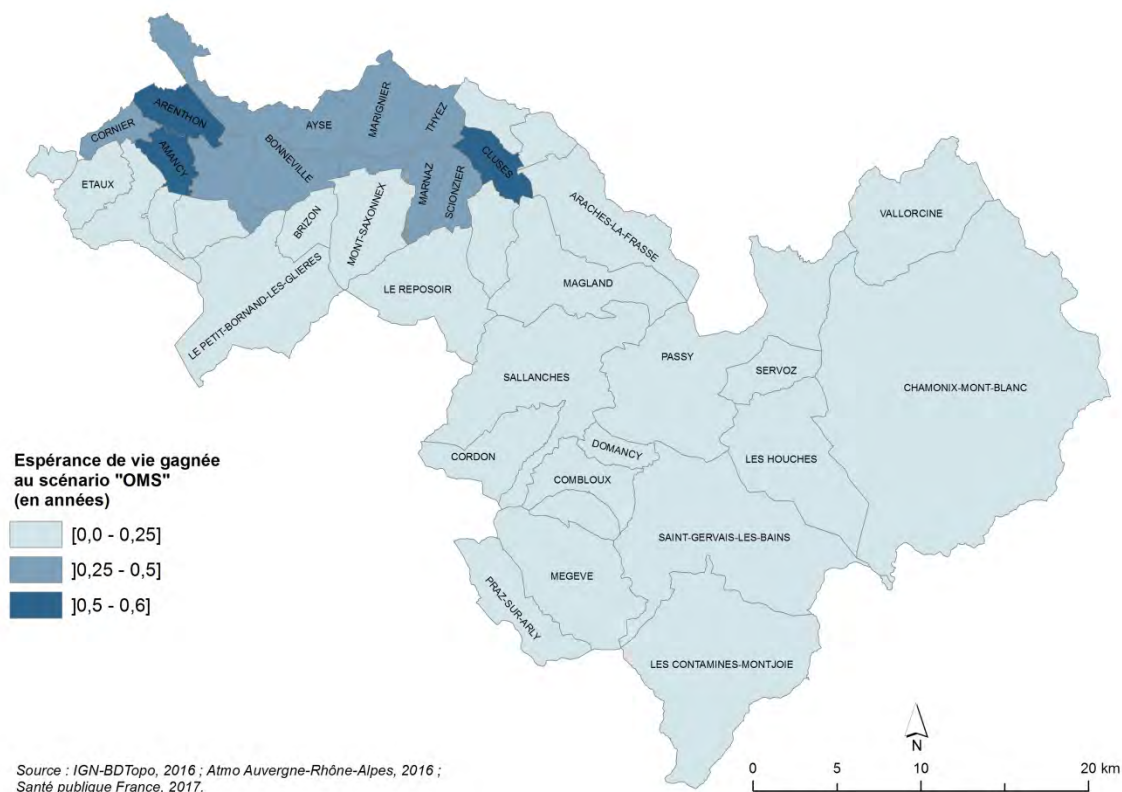 ARENTHON
CORNIER
AMANCY
ETAUX
BONNEVILLE
AYSE
MARIGNIER
THYEZ
CLUSES
MARNAZ
SCIONZIER
BRIZON
MONT-SAXONNEX
LE PETIT-BORNAND-LES-GLIERES
LE REPOSOIR
ARACHES-LA-FRASSE
MAGLAND
VALLORCINE
SALLANCHES
PASSY
SERVOZ
CHAMONIX-MONT-BLANC
CORDON
DOMANCY
COMBLOUX
LES HOUCHES
SAINT-GERVAIS-LES-BAINS
MEGEVE
PRAZ-SUR-ARLY
LES CONTAMINES-MONTJOIE
Espérance de vie gagnée
au scénario "OMS"
(en années)
[0,0 - 0,25]
]0,25 - 0,5]
]0,5 - 0,6]
N
0 5 10 20 km
Source : IGN-BDTopo, 2016 ; Atmo Auvergne-Rhône-Alpes, 2016 ;
Santé publique France, 2017.